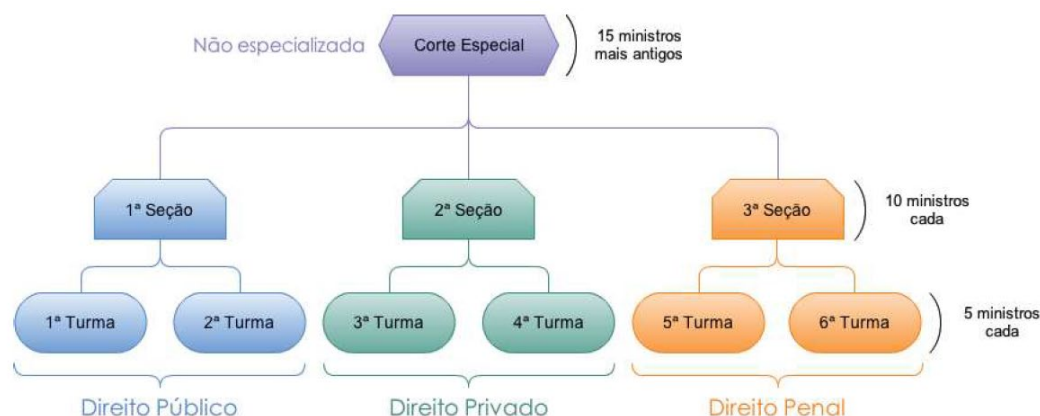 Não especializada
Corte Especial
15 ministros
mais antigos
1ª Seção
2ª Seção
3ª Seção
10 ministros
cada
1ª Turma
2ª Turma
3ª Turma
4ª Turma
5ª Turma
6ª Turma
5 ministros
cada
Direito Público
Direito Privado
Direito Penal